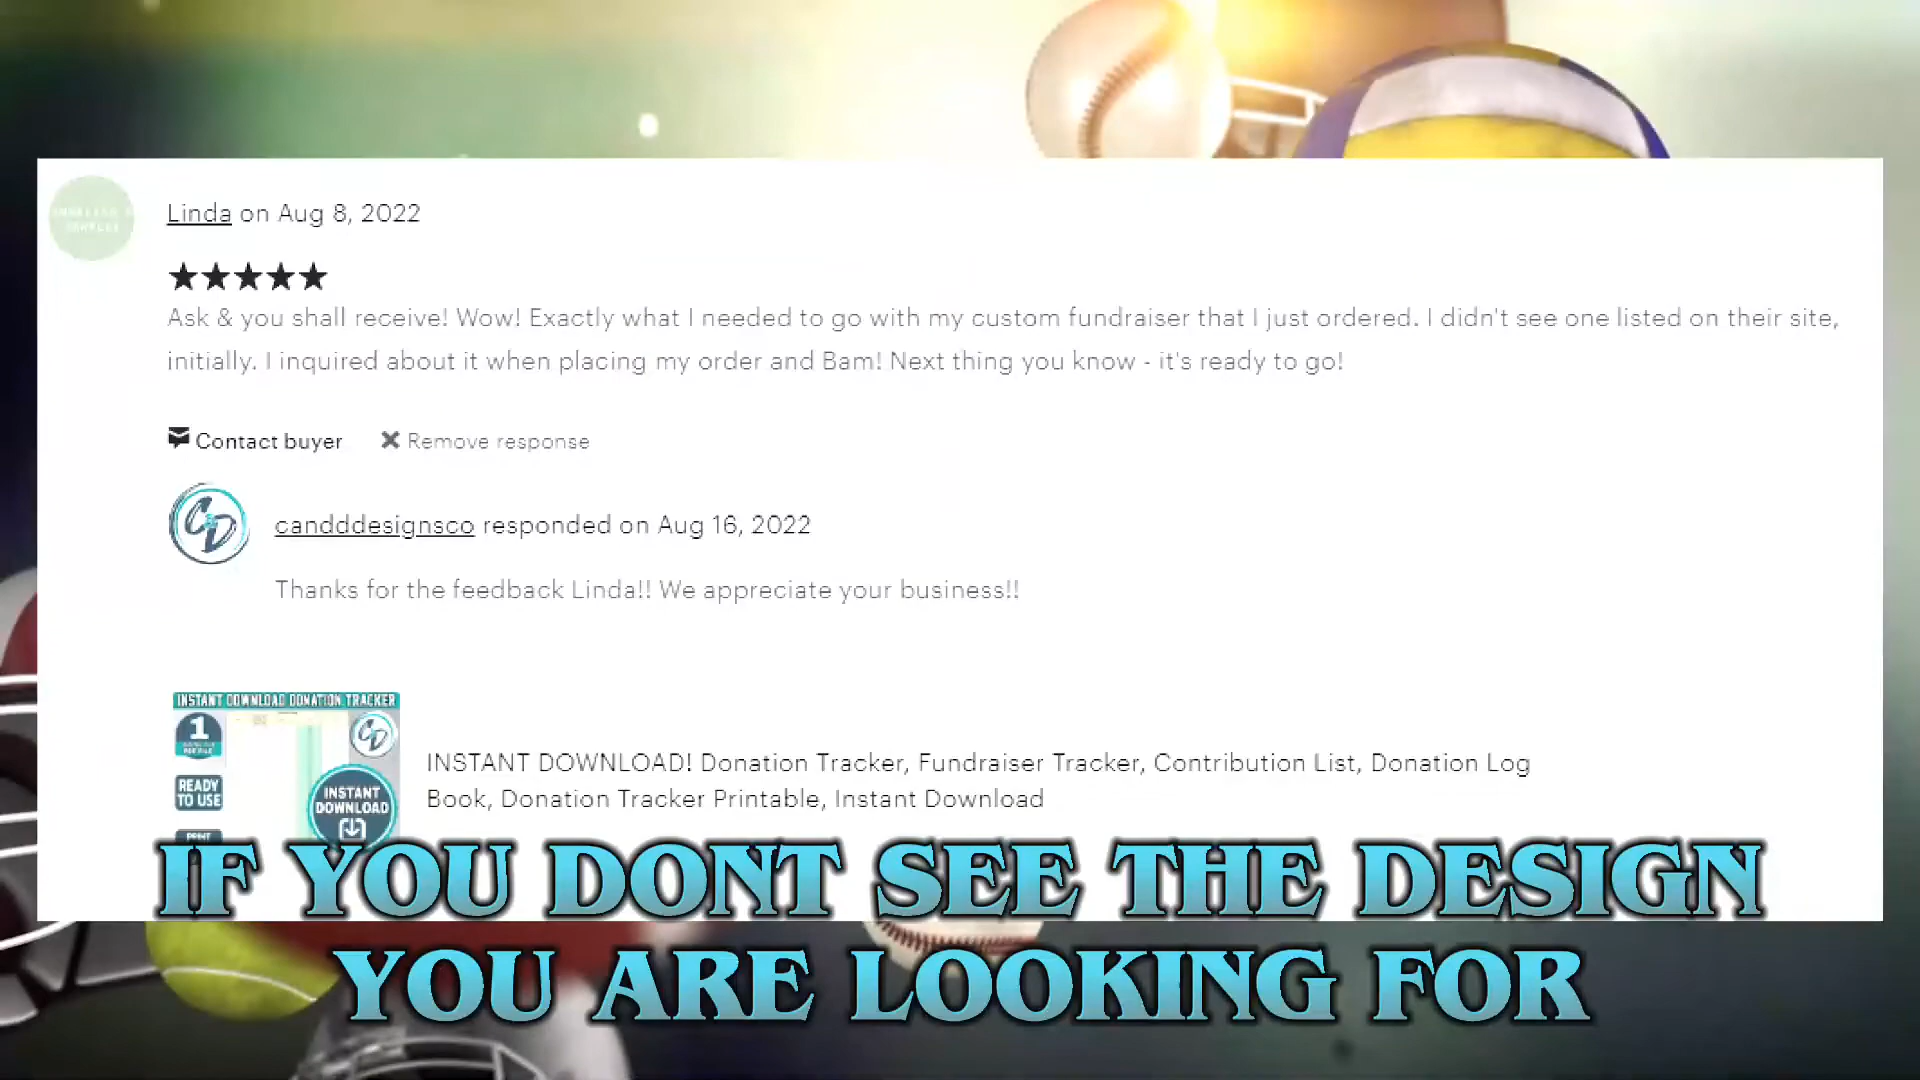 Linda on Aug 8, 2022
★★★★★
Ask & you shall receive! Wow! Exactly what I needed to go with my custom fundraiser that I just ordered. I didn't see one listed on their site,
initially. I inquired about it when placing my order and Bam! Next thing you know - it's ready to go!
Contact buyer Remove response
C&D
candddesignsco responded on Aug 16, 2022
Thanks for the feedback Linda!! We appreciate your business!!
INSTANT DOWNLOAD DONATION TRACKER
1
READY
TO USE
INSTANT
DOWNLOAD
PRINT
INSTANT DOWNLOAD! Donation Tracker, Fundraiser Tracker, Contribution List, Donation Log
Book, Donation Tracker Printable, Instant Download
IF YOU DONT SEE THE DESIGN
YOU ARE LOOKING FOR